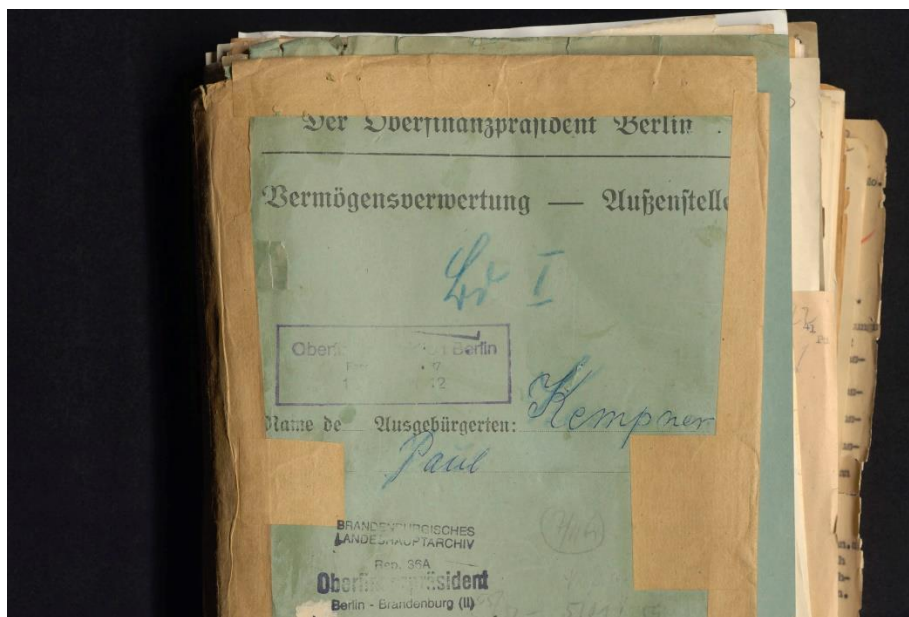 Der Oberfinanzpräsident Berlin
Vermögensverwertung — Außenstelle
Bd I
Berlin
Name de Ausgebürgerten: Kempner
Paul
BRANDENBURGISCHES
LANDESHAUPTARCHIV
Rep. 36A
Oberfinanzpräsident
Berlin - Brandenburg (II)